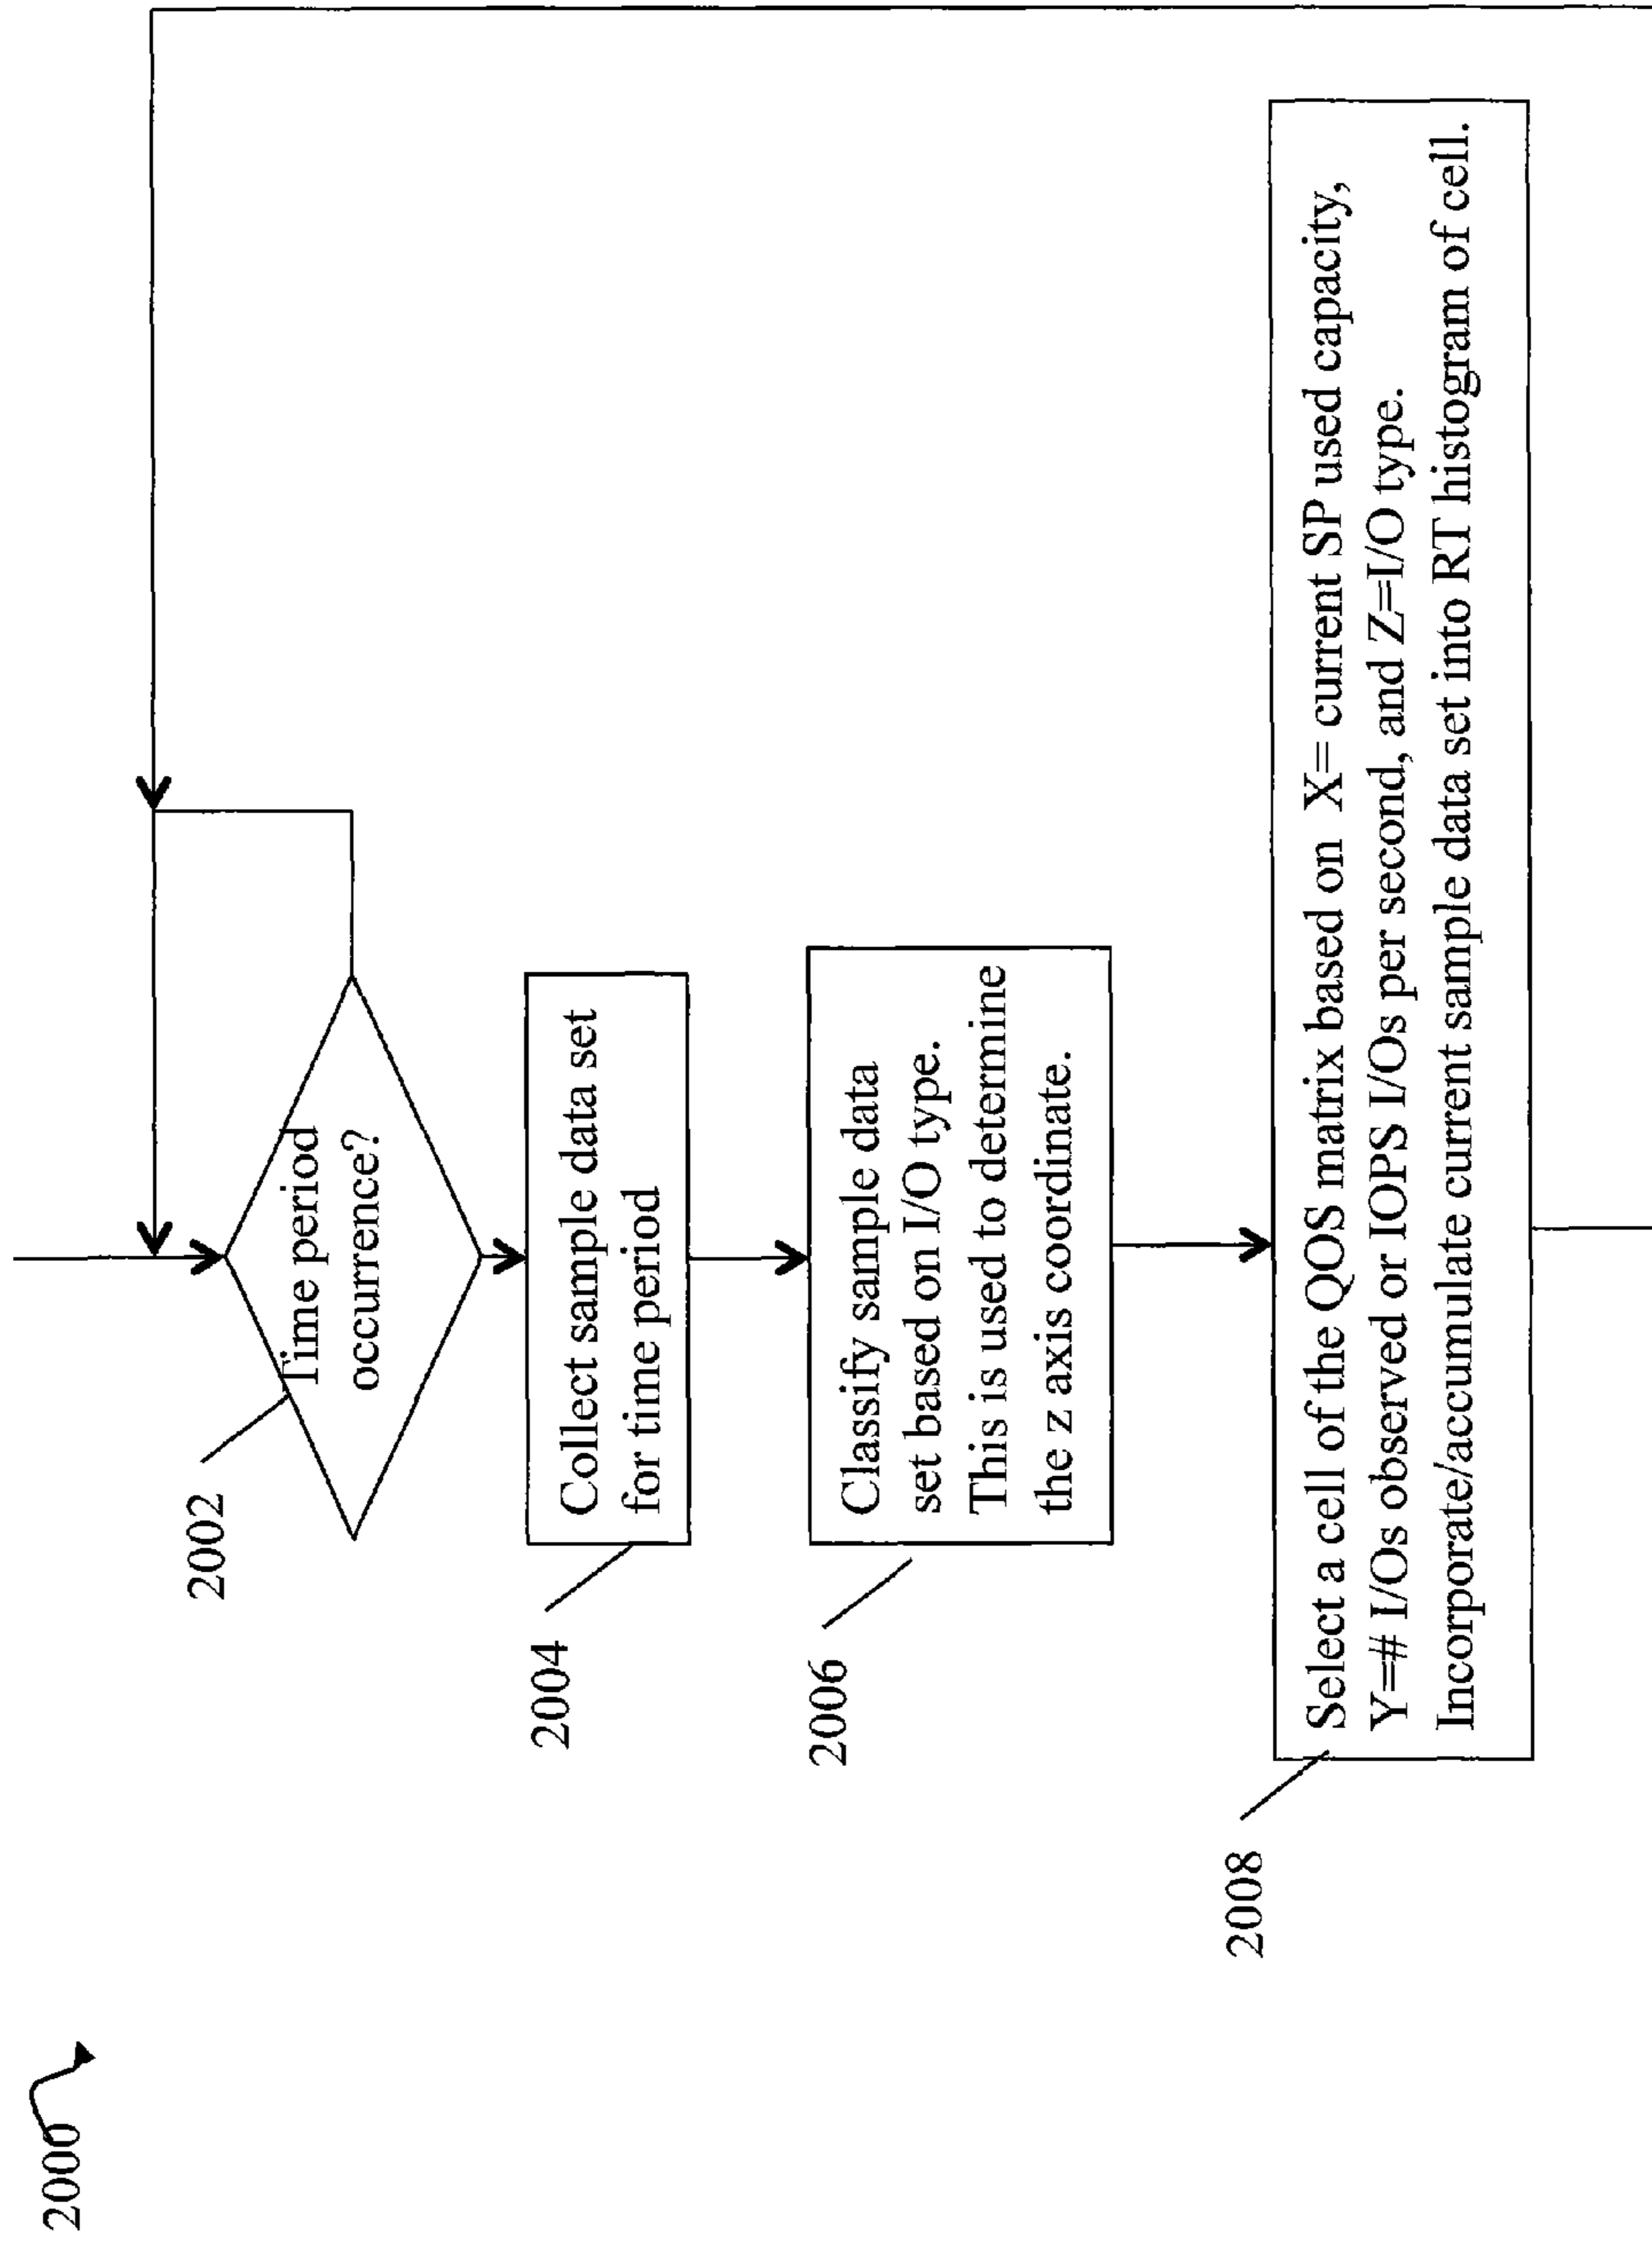 2000
2002
Time period
occurrence?
2004
Collect sample data set
for time period
2006
Classify sample data
set based on I/O type.
This is used to determine
the z axis coordinate.
2008
Select a cell of the QOS matrix based on X= current SP used capacity,
Y=# I/Os observed or IOPS I/Os per second, and Z=I/O type.
Incorporate/accumulate current sample data set into RT histogram of cell.